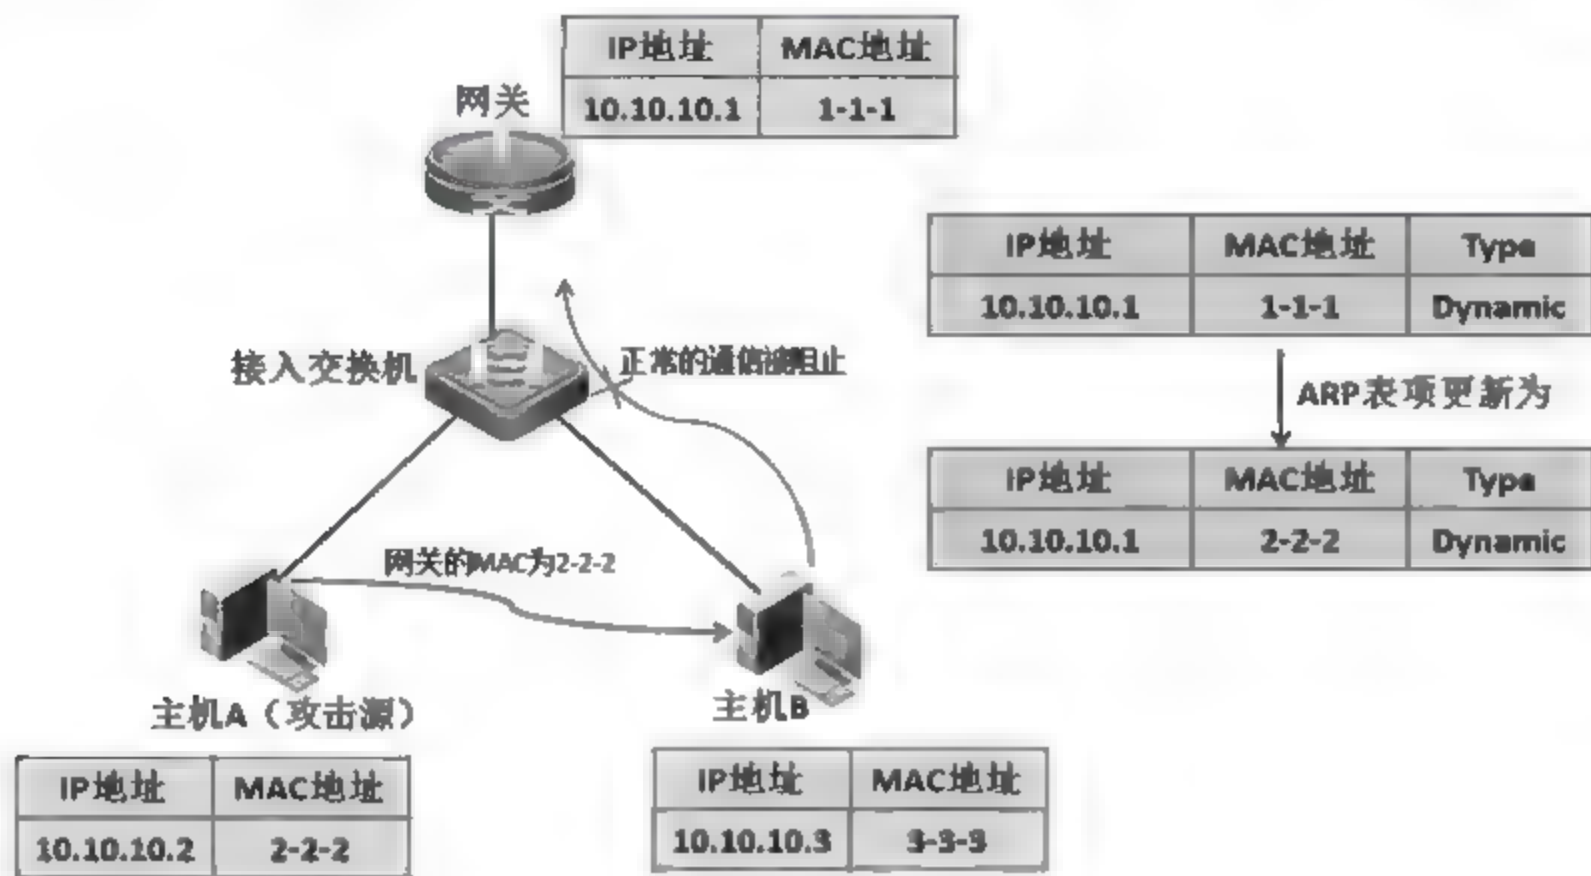 IP地址 MAC地址
10.10.10.1 1-1-1
网关
IP地址 MAC地址 Type
10.10.10.1 1-1-1 Dynamic
接入交换机
正常的通信被阻止
ARP表项更新为
IP地址 MAC地址 Type
10.10.10.1 2-2-2 Dynamic
网关的MAC为2-2-2
主机A（攻击源）
主机B
IP地址 MAC地址
10.10.10.2 2-2-2
IP地址 MAC地址
10.10.10.3 3-3-3